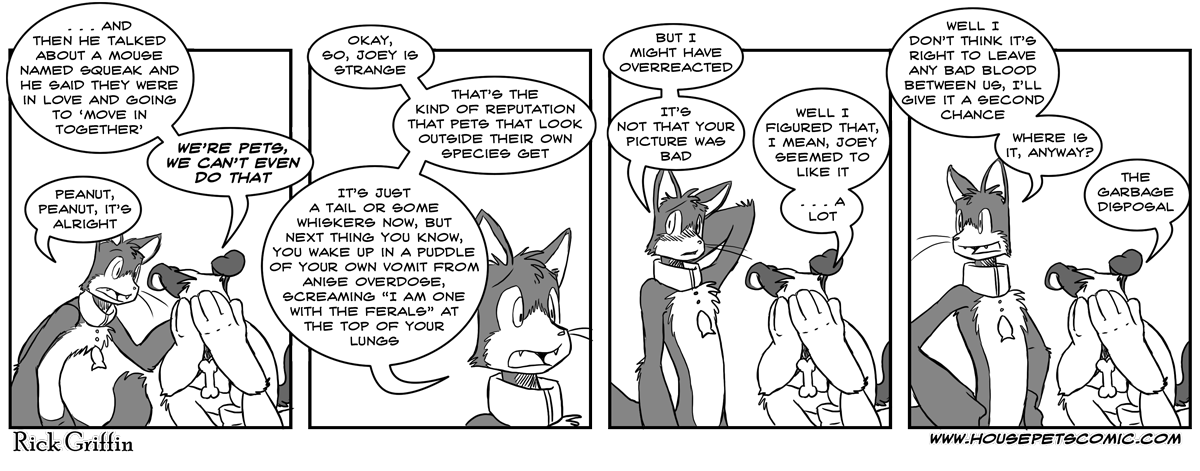 . . . AND
THEN HE TALKED
ABOUT A MOUSE
NAMED SQUEAK AND
HE SAID THEY WERE
IN LOVE AND GOING
TO ‘MOVE IN
TOGETHER’
WE’RE PETS,
WE CAN’T EVEN
DO THAT
PEANUT,
PEANUT, IT’S
ALRIGHT
OKAY,
SO, JOEY IS
STRANGE
THAT’S THE
KIND OF REPUTATION
THAT PETS THAT LOOK
OUTSIDE THEIR OWN
SPECIES GET
IT’S JUST
A TAIL OR SOME
WHISKERS NOW, BUT
NEXT THING YOU KNOW,
YOU WAKE UP IN A PUDDLE
OF YOUR OWN VOMIT FROM
ANISE OVERDOSE,
SCREAMING “I AM ONE
WITH THE FERALS” AT
THE TOP OF YOUR
LUNGS
BUT I
MIGHT HAVE
OVERREACTED
IT’S
NOT THAT YOUR
PICTURE WAS
BAD
WELL I
FIGURED THAT,
I MEAN, JOEY
SEEMED TO
LIKE IT
. . . . A
LOT
WELL I
DON’T THINK IT’S
RIGHT TO LEAVE
ANY BAD BLOOD
BETWEEN US, I’LL
GIVE IT A SECOND
CHANCE
WHERE IS
IT, ANYWAY?
THE
GARBAGE
DISPOSAL
Rick Griffin
WWW.HOUSEPETSCOMIC.COM